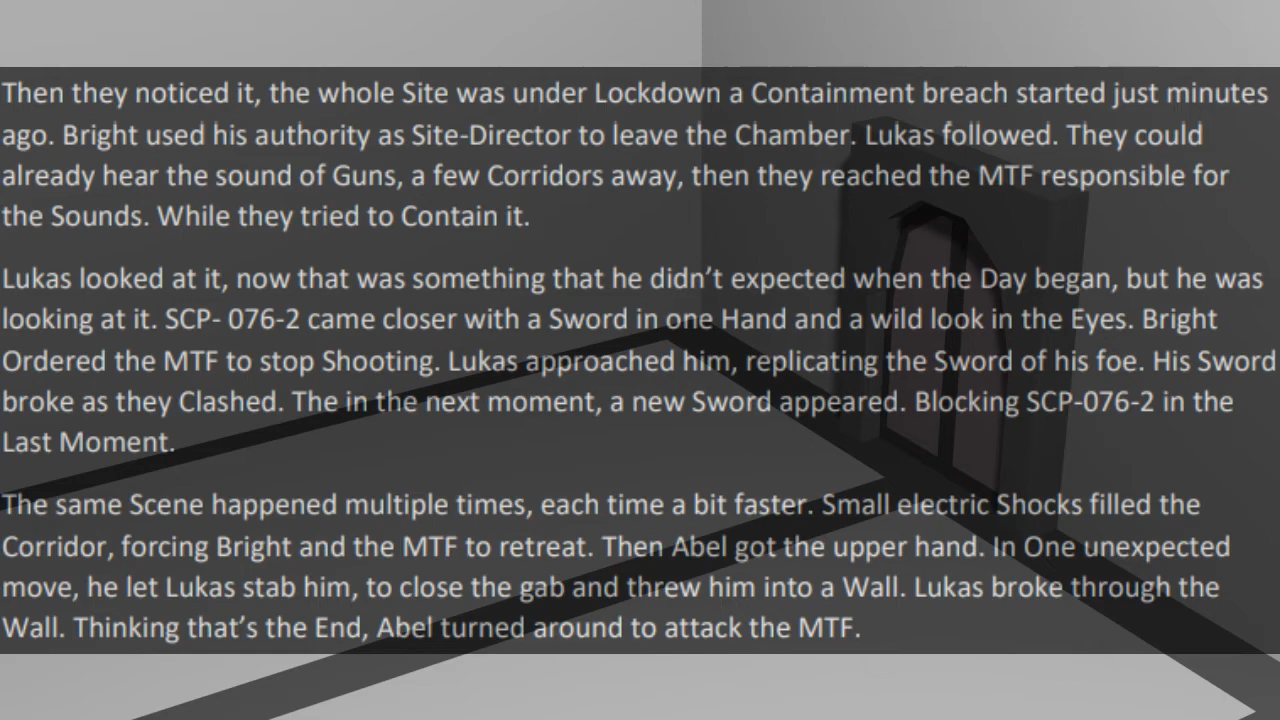 Then they noticed it, the whole Site was under Lockdown a Containment breach started just minutes
ago. Bright used his authority as Site-Director to leave the Chamber. Lukas followed. They could
already hear the sound of Guns, a few Corridors away, then they reached the MTF responsible for
the Sounds. While they tried to Contain it.
Lukas looked at it, now that was something that he didn’t expected when the Day began, but he was
looking at it. SCP- 076-2 came closer with a Sword in one Hand and a wild look in the Eyes. Bright
Ordered the MTF to stop Shooting. Lukas approached him, replicating the Sword of his foe. His Sword
broke as they Clashed. The in the next moment, a new Sword appeared. Blocking SCP-076-2 in the
Last Moment.
The same Scene happened multiple times, each time a bit faster. Small electric Shocks filled the
Corridor, forcing Bright and the MTF to retreat. Then Abel got the upper hand. In One unexpected
move, he let Lukas stab him, to close the gab and threw him into a Wall. Lukas broke through the
Wall. Thinking that’s the End, Abel turned around to attack the MTF.